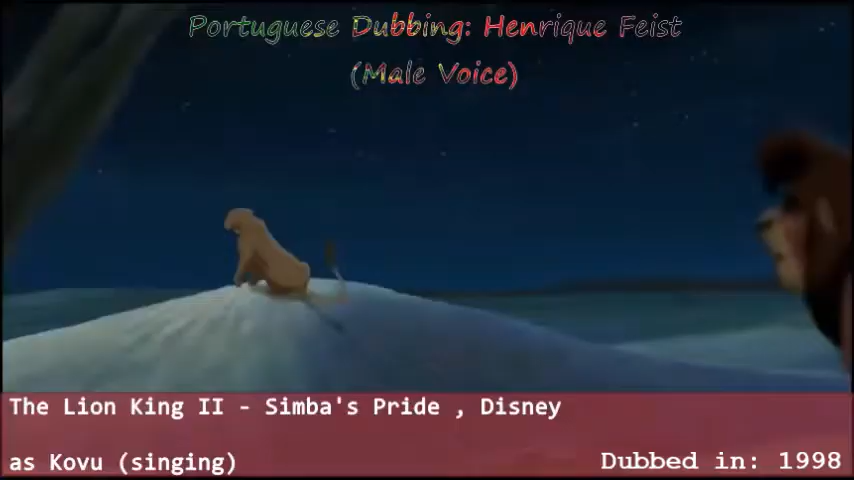 Portuguese Dubbing: Henrique Feist
(Male Voice)
The Lion King II - Simba's Pride , Disney
as Kovu (singing)
Dubbed in: 1998